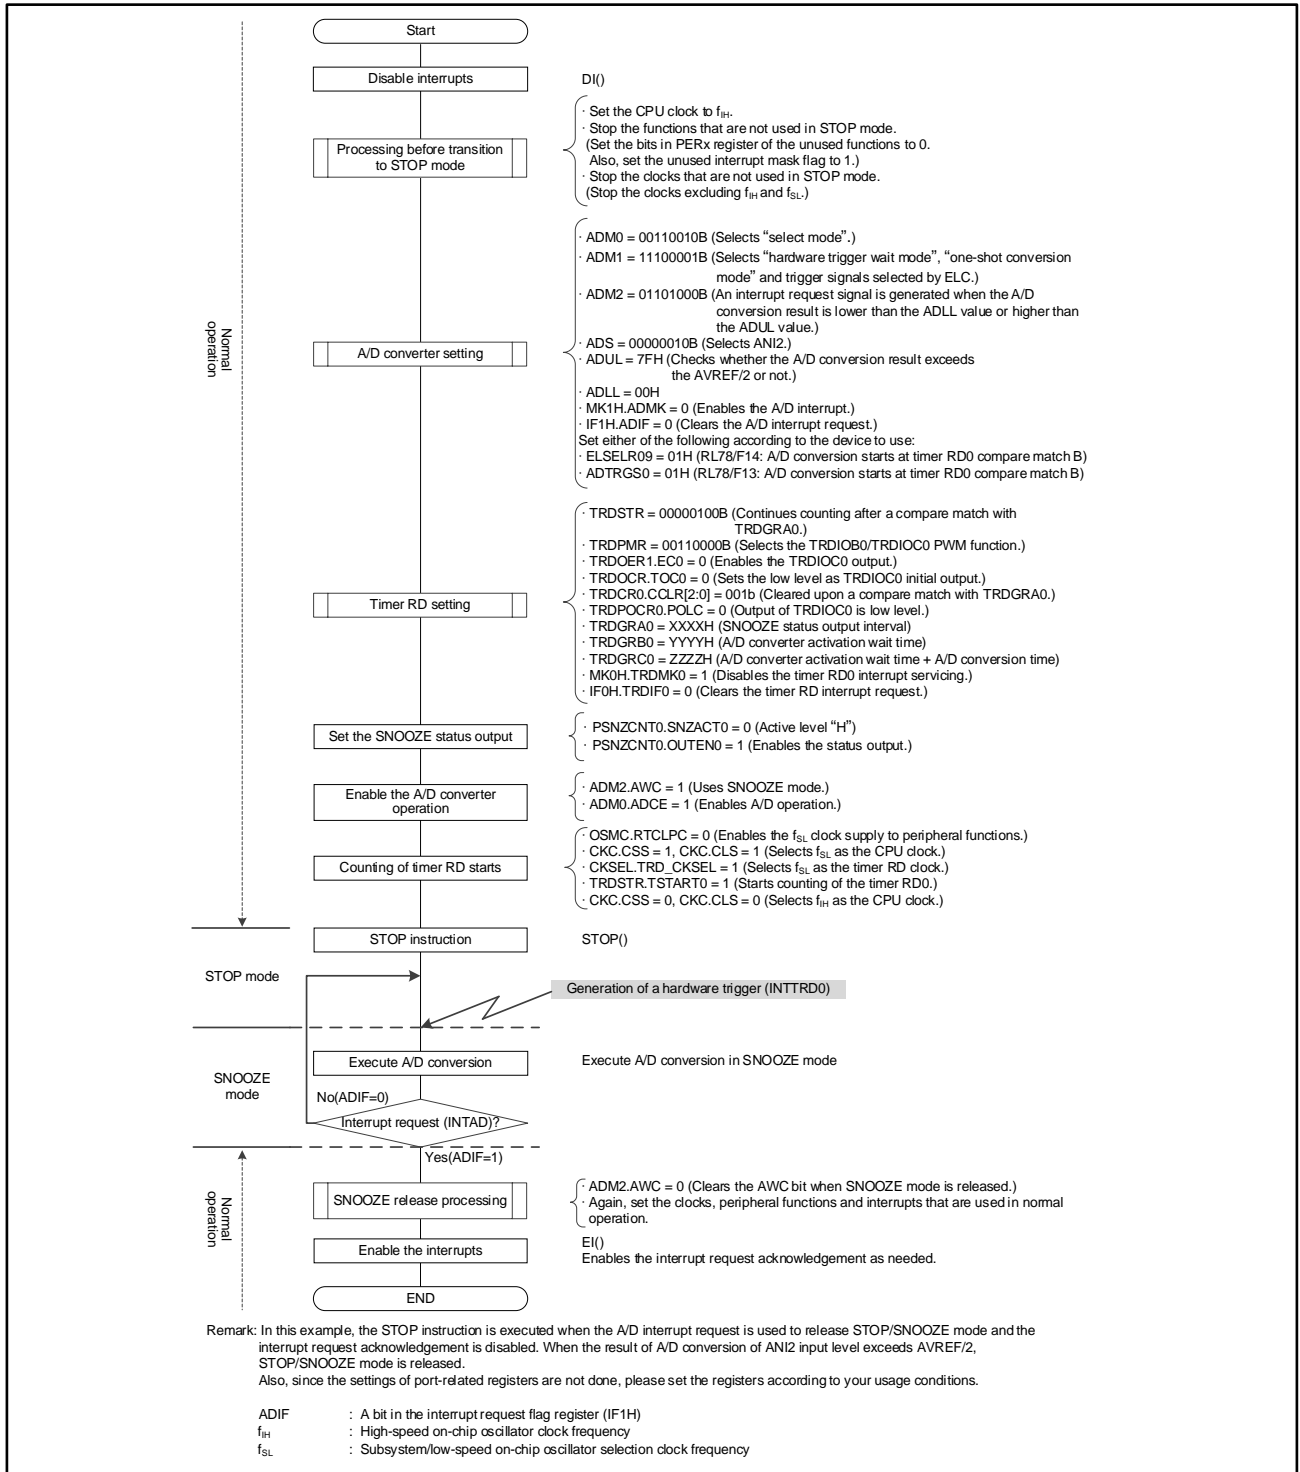 Start
Disable interrupts
DI()
Processing before transition
to STOP mode
· Set the CPU clock to fIH.
· Stop the functions that are not used in STOP mode.
(Set the bits in PERx register of the unused functions to 0.
Also, set the unused interrupt mask flag to 1.)
· Stop the clocks that are not used in STOP mode.
(Stop the clocks excluding fIH and fSL.)
Normal
operation
A/D converter setting
· ADM0 = 00110010B (Selects “select mode”.)
· ADM1 = 11100001B (Selects “hardware trigger wait mode”, “one-shot conversion
mode” and trigger signals selected by ELC.)
· ADM2 = 01101000B (An interrupt request signal is generated when the A/D
conversion result is lower than the ADLL value or higher than
the ADUL value.)
· ADS = 00000010B (Selects ANI2.)
· ADUL = 7FH (Checks whether the A/D conversion result exceeds
the AVREF/2 or not.)
· ADLL = 00H
· MK1H.ADMK = 0 (Enables the A/D interrupt.)
· IF1H.ADIF = 0 (Clears the A/D interrupt request.)
Set either of the following according to the device to use:
· ELSELR09 = 01H (RL78/F14: A/D conversion starts at timer RD0 compare match B)
· ADTRGS0 = 01H (RL78/F13: A/D conversion starts at timer RD0 compare match B)
Timer RD setting
· TRDSTR = 00000100B (Continues counting after a compare match with
TRDGRA0.)
· TRDPMR = 00110000B (Selects the TRDIOB0/TRDIOC0 PWM function.)
· TRDOER1.EC0 = 0 (Enables the TRDIOC0 output.)
· TRDOCR.TOC0 = 0 (Sets the low level as TRDIOC0 initial output.)
· TRDCR0.CCLR[2:0] = 001b (Cleared upon a compare match with TRDGRA0.)
· TRDPOCR0.POLC = 0 (Output of TRDIOC0 is low level.)
· TRDGRA0 = XXXXH (SNOOZE status output interval)
· TRDGRB0 = YYYYH (A/D converter activation wait time)
· TRDGRC0 = ZZZZH (A/D converter activation wait time + A/D conversion time)
· MK0H.TRDMK0 = 1 (Disables the timer RD0 interrupt servicing.)
· IF0H.TRDIF0 = 0 (Clears the timer RD interrupt request.)
Set the SNOOZE status output
· PSNZCNT0.SNZACT0 = 0 (Active level “H”)
· PSNZCNT0.OUTEN0 = 1 (Enables the status output.)
Enable the A/D converter
operation
· ADM2.AWC = 1 (Uses SNOOZE mode.)
· ADM0.ADCE = 1 (Enables A/D operation.)
Counting of timer RD starts
· OSMC.RTCLPC = 0 (Enables the fSL clock supply to peripheral functions.)
· CKC.CSS = 1, CKC.CLS = 1 (Selects fSL as the CPU clock.)
· CKSEL.TRD_CKSEL = 1 (Selects fSL as the timer RD clock.)
· TRDSTR.TSTART0 = 1 (Starts counting of the timer RD0.)
· CKC.CSS = 0, CKC.CLS = 0 (Selects fIH as the CPU clock.)
STOP instruction
STOP()
STOP mode
Generation of a hardware trigger (INTTRD0)
Execute A/D conversion
Execute A/D conversion in SNOOZE mode
SNOOZE
mode
No(ADIF=0)
Interrupt request (INTAD)?
Yes(ADIF=1)
Normal
operation
SNOOZE release processing
· ADM2.AWC = 0 (Clears the AWC bit when SNOOZE mode is released.)
· Again, set the clocks, peripheral functions and interrupts that are used in normal
operation.
Enable the interrupts
EI()
Enables the interrupt request acknowledgement as needed.
END
Remark: In this example, the STOP instruction is executed when the A/D interrupt request is used to release STOP/SNOOZE mode and the
interrupt request acknowledgement is disabled. When the result of A/D conversion of ANI2 input level exceeds AVREF/2,
STOP/SNOOZE mode is released.
Also, since the settings of port-related registers are not done, please set the registers according to your usage conditions.
ADIF : A bit in the interrupt request flag register (IF1H)
fIH : High-speed on-chip oscillator clock frequency
fSL : Subsystem/low-speed on-chip oscillator selection clock frequency